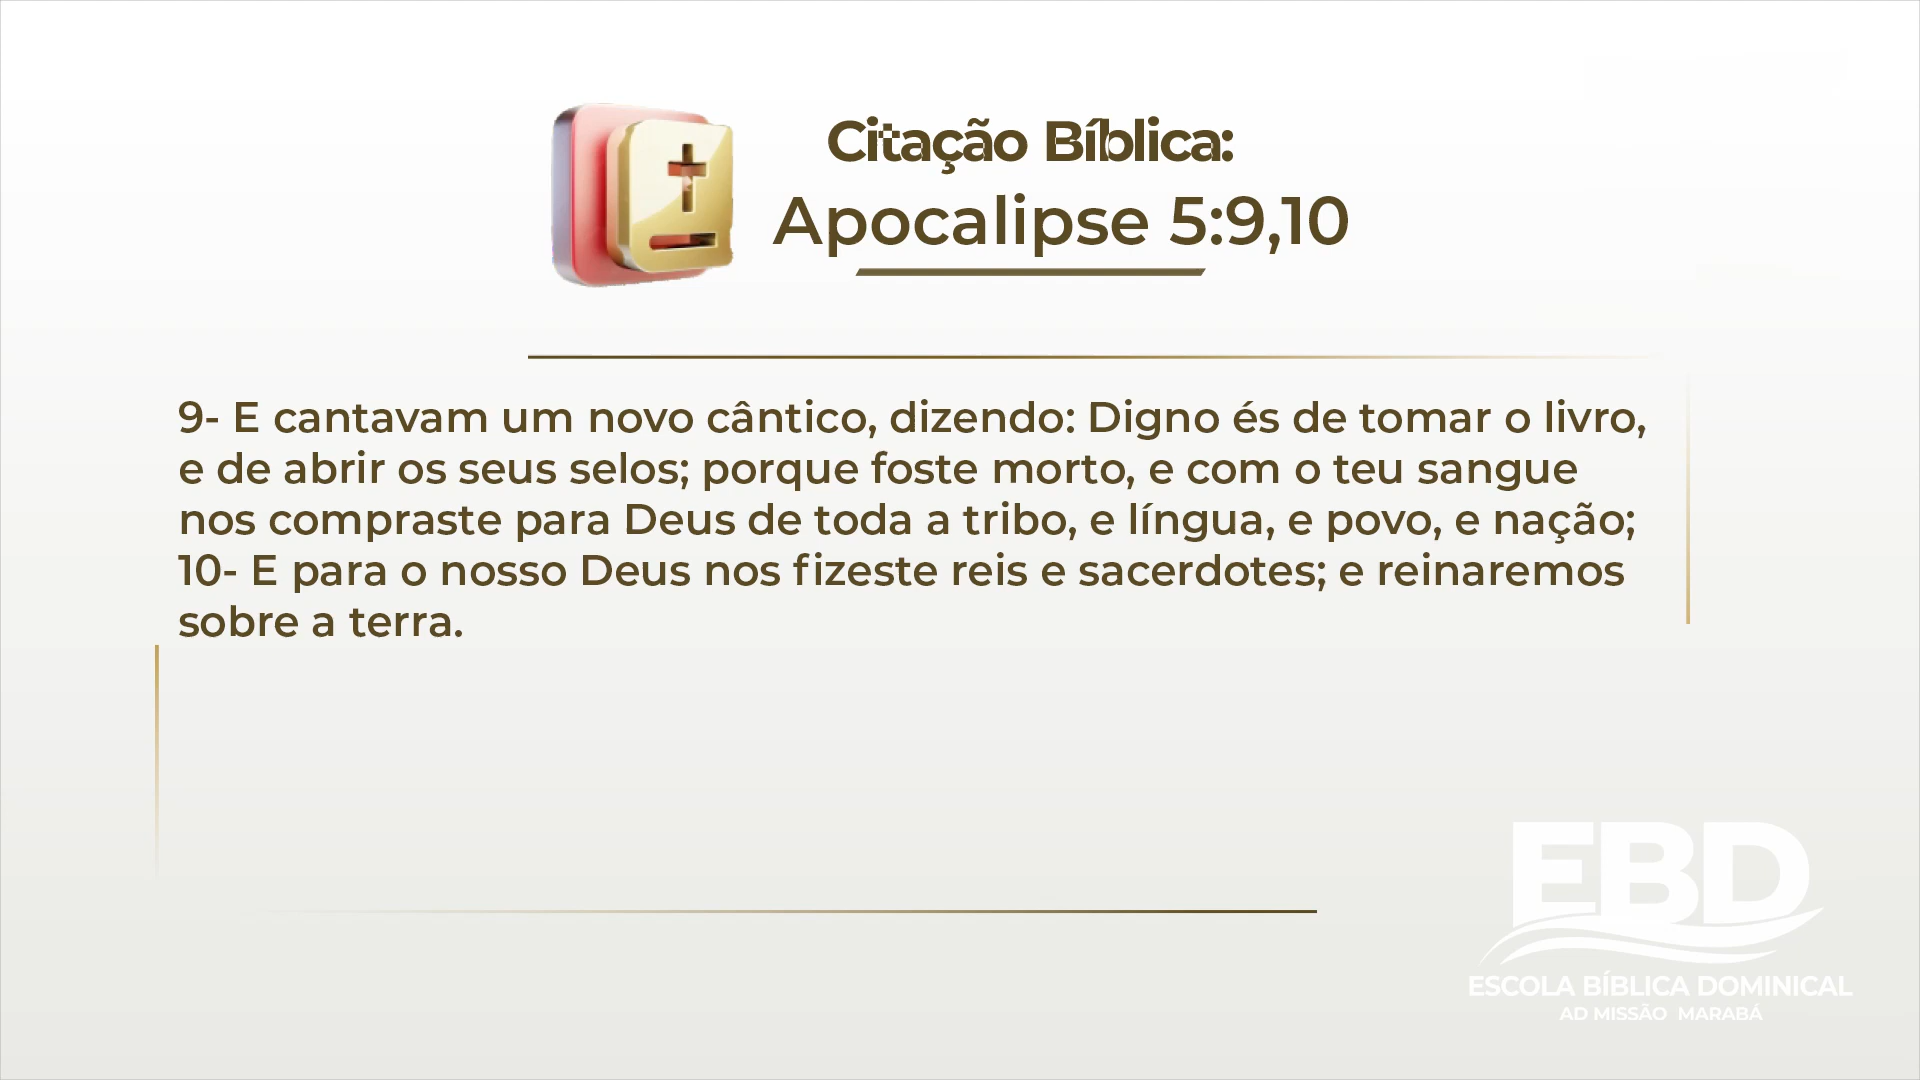 Citação Bíblica:
Apocalipse 5:9,10
9- E cantavam um novo cântico, dizendo: Digno és de tomar o livro,
e de abrir os seus selos; porque foste morto, e com o teu sangue
nos compraste para Deus de toda a tribo, e língua, e povo, e nação;
10- E para o nosso Deus nos fizeste reis e sacerdotes; e reinaremos
sobre a terra.
EBD
ESCOLA BÍBLICA DOMINICAL
AD MISSÃO MARABÁ